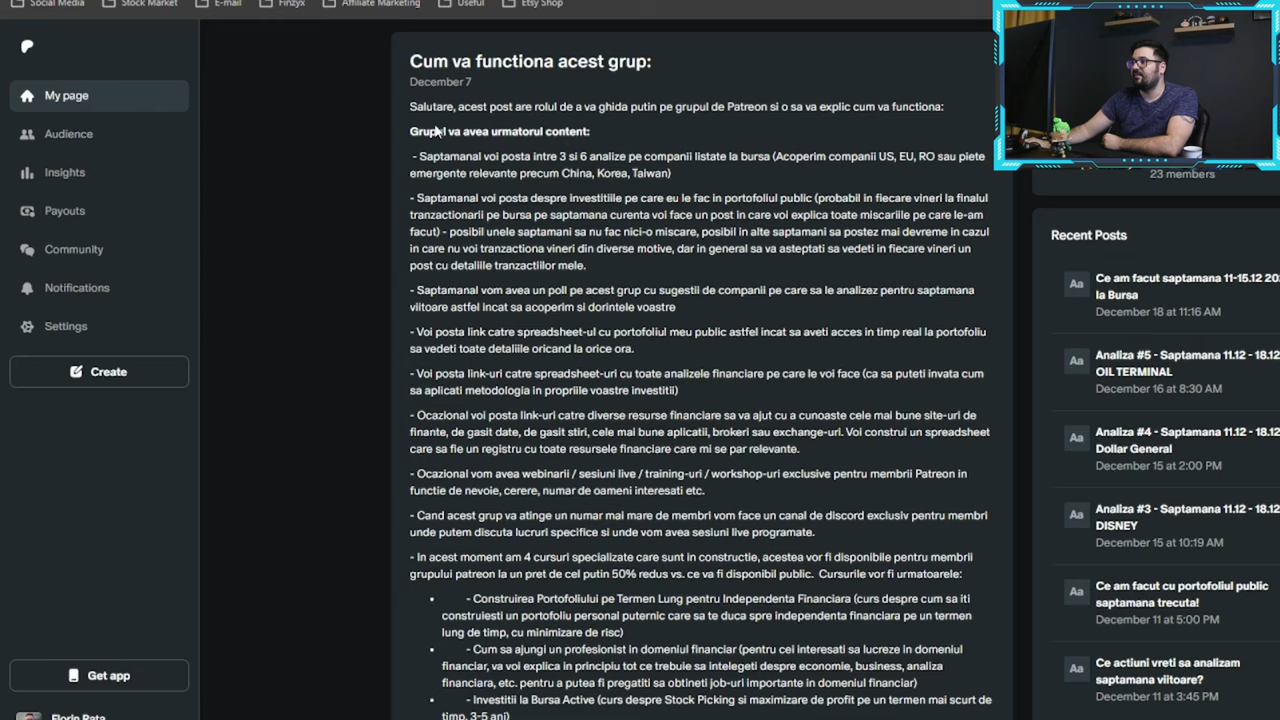 Social Media
Stock Market
E-mail
Finzyx
Affiliate Marketing
Useful
Etsy Shop
My page
Audience
Insights
Payouts
Community
Notifications
Settings
Create
Get app
Florin Pata
Cum va functiona acest grup:
December 7
Salutare, acest post are rolul de a va ghida putin pe grupul de Patreon si o sa va explic cum va functiona:
Grupul va avea urmatorul content:
- Saptamanal voi posta intre 3 si 6 analize pe companii listate la bursa (Acoperim companii US, EU, RO sau piete
emergente relevante precum China, Korea, Taiwan)
- Saptamanal voi posta despre investitiile pe care eu le fac in portofoliul public (probabil in fiecare vineri la finalul
tranzactionarii pe bursa pe saptamana curenta voi face un post in care voi explica toate miscariile pe care le-am
facut) - posibil unele saptamani sa nu fac nici-o miscare, posibil in alte saptamani sa postez mai devreme in cazul
in care nu voi tranzactiona vineri din diverse motive, dar in general sa va asteptati sa vedeti in fiecare vineri un
post cu detaliile tranzactiilor mele.
- Saptamanal vom avea un poll pe acest grup cu sugestii de companii pe care sa le analizez pentru saptamana
viitoare astfel incat sa acoperim si dorintele voastre
- Voi posta link catre spreadsheet-ul cu portofoliul meu public astfel incat sa aveti acces in timp real la portofoliu
sa vedeti toate detaliile oricand la orice ora.
- Voi posta link-uri catre spreadsheet-uri cu toate analizele financiare pe care le voi face (ca sa puteti invata cum
sa aplicati metodologia in propriile voastre investitii)
- Ocazional voi posta link-uri catre diverse resurse financiare sa va ajut cu a cunoaste cele mai bune site-uri de
finante, de gasit date, de gasit stiri, cele mai bune aplicatii, brokeri sau exchange-uri. Voi construi un spreadsheet
care sa fie un registru cu toate resursele financiare care mi se par relevante.
- Ocazional vom avea webinarii / sesiuni live / training-uri / workshop-uri exclusive pentru membrii Patreon in
functie de nevoie, cerere, numar de oameni interesati etc.
- Cand acest grup va atinge un numar mai mare de membri vom face un canal de discord exclusiv pentru membri
unde putem discuta lucruri specifice si unde vom avea sesiuni live programate.
- In acest moment am 4 cursuri specializate care sunt in constructie, acestea vor fi disponibile pentru membrii
grupului patreon la un pret de cel putin 50% redus vs. ce va fi disponibil public. Cursurile vor fi urmatoarele:
- Construirea Portofoliului pe Termen Lung pentru Independenta Financiara (curs despre cum sa iti
construiesti un portofoliu personal puternic care sa te duca spre independenta financiara pe un termen
lung de timp, cu minimizare de risc)
- Cum sa ajungi un profesionist in domeniul financiar (pentru cei interesati sa lucreze in domeniul
financiar, va voi explica in principiu tot ce trebuie sa intelegeti despre economie, business, analiza
financiara, etc. pentru a putea fi pregatiti sa obtineti job-uri importante in domeniul financiar)
- Investitii la Bursa Active (curs despre Stock Picking si maximizare de profit pe un termen mai scurt de
timp, 3-5 ani)
23 members
Recent Posts
Aa
Ce am facut saptamana 11-15.12 20
la Bursa
December 18 at 11:16 AM
Aa
Analiza #5 - Saptamana 11.12 - 18.12
OIL TERMINAL
December 16 at 8:30 AM
Aa
Analiza #4 - Saptamana 11.12 - 18.12
Dollar General
December 15 at 2:00 PM
Aa
Analiza #3 - Saptamana 11.12 - 18.12
DISNEY
December 15 at 10:19 AM
Aa
Ce am facut cu portofoliul public
saptamana trecuta!
December 11 at 5:00 PM
Aa
Ce actiuni vreti sa analizam
saptamana viitoare?
December 11 at 3:45 PM